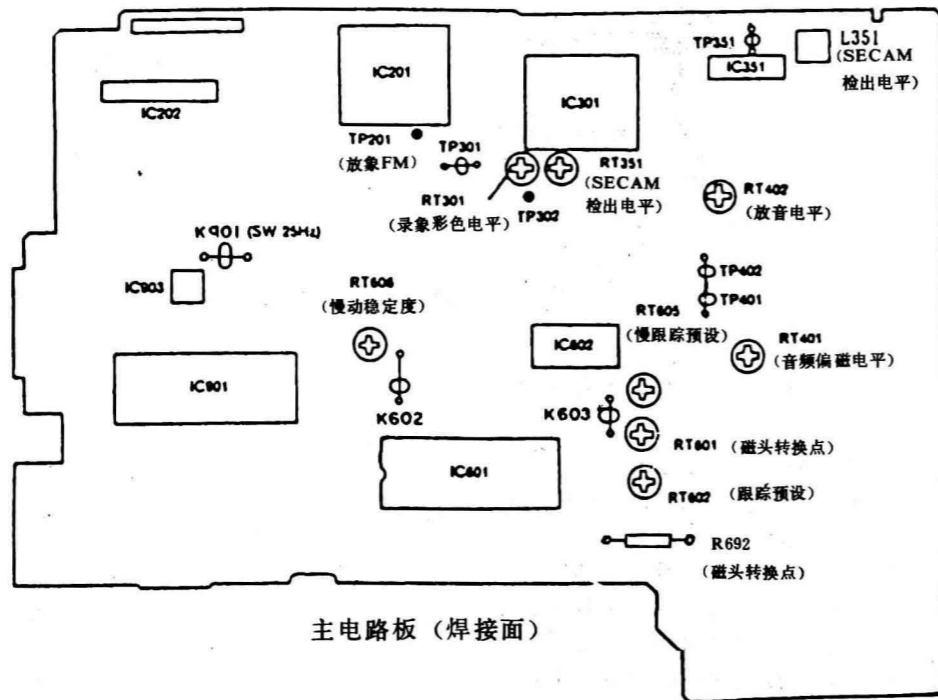 L351
TP351
(SECAM
检出电平)
IC351
IC201
IC301
IC202
TP201
(放象FM)
TP301
RT301
(录象彩色电平)
TP302
RT351
(SECAM
检出电平)
RT402
(放音电平)
K901 (SW 25Hz)
IC903
RT606
(慢动稳定度)
TP402
TP401
RT605
(慢跟踪预设)
IC602
RT401
(音频偏磁电平)
IC901
K602
K603
RT601 (磁头转换点)
IC601
RT602 (跟踪预设)
R692
(磁头转换点)
主电路板(焊接面)